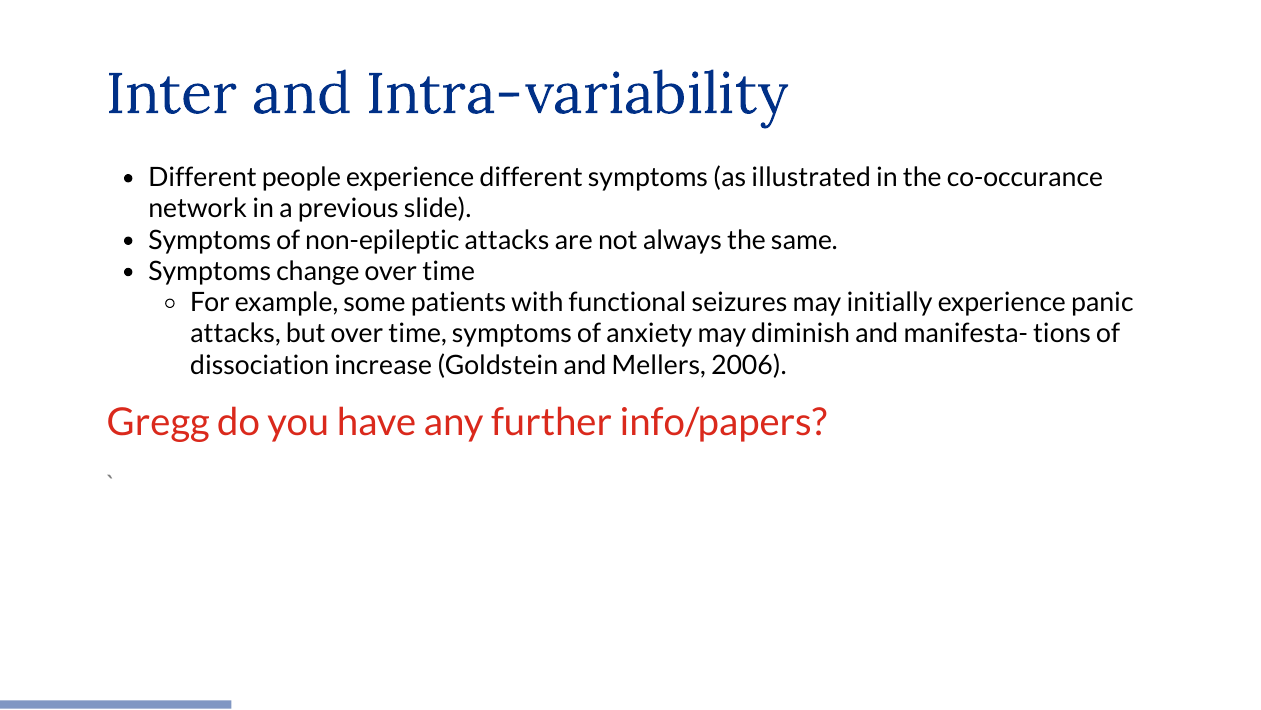 Inter and Intra-variability
• Different people experience different symptoms (as illustrated in the co-occurance
network in a previous slide).
• Symptoms of non-epileptic attacks are not always the same.
• Symptoms change over time
○ For example, some patients with functional seizures may initially experience panic
attacks, but over time, symptoms of anxiety may diminish and manifesta- tions of
dissociation increase (Goldstein and Mellers, 2006).
Gregg do you have any further info/papers?
`